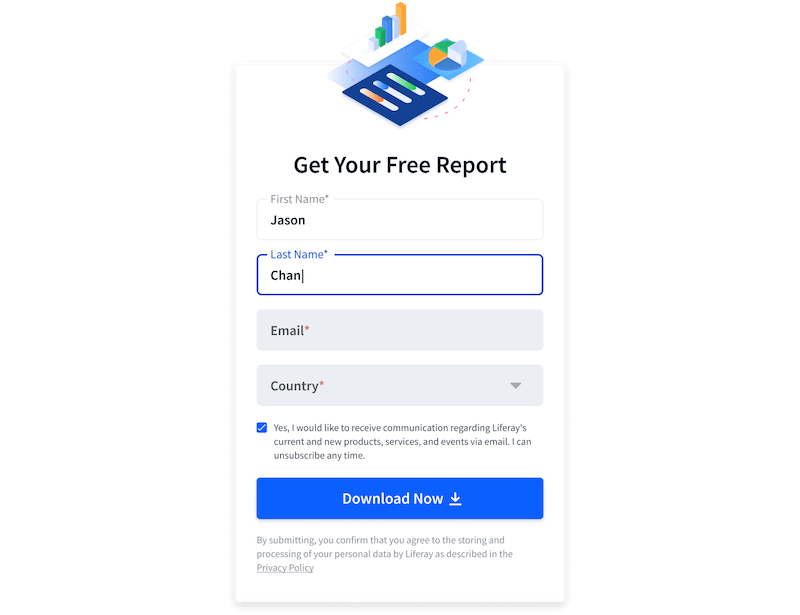 Get Your Free Report
First Name*
Jason
Last Name*
Chan
Email*
Country*
Yes, I would like to receive communication regarding Liferay's
current and new products, services, and events via email. I can
unsubscribe any time.
Download Now
By submitting, you confirm that you agree to the storing and
processing of your personal data by Liferay as described in the
Privacy Policy